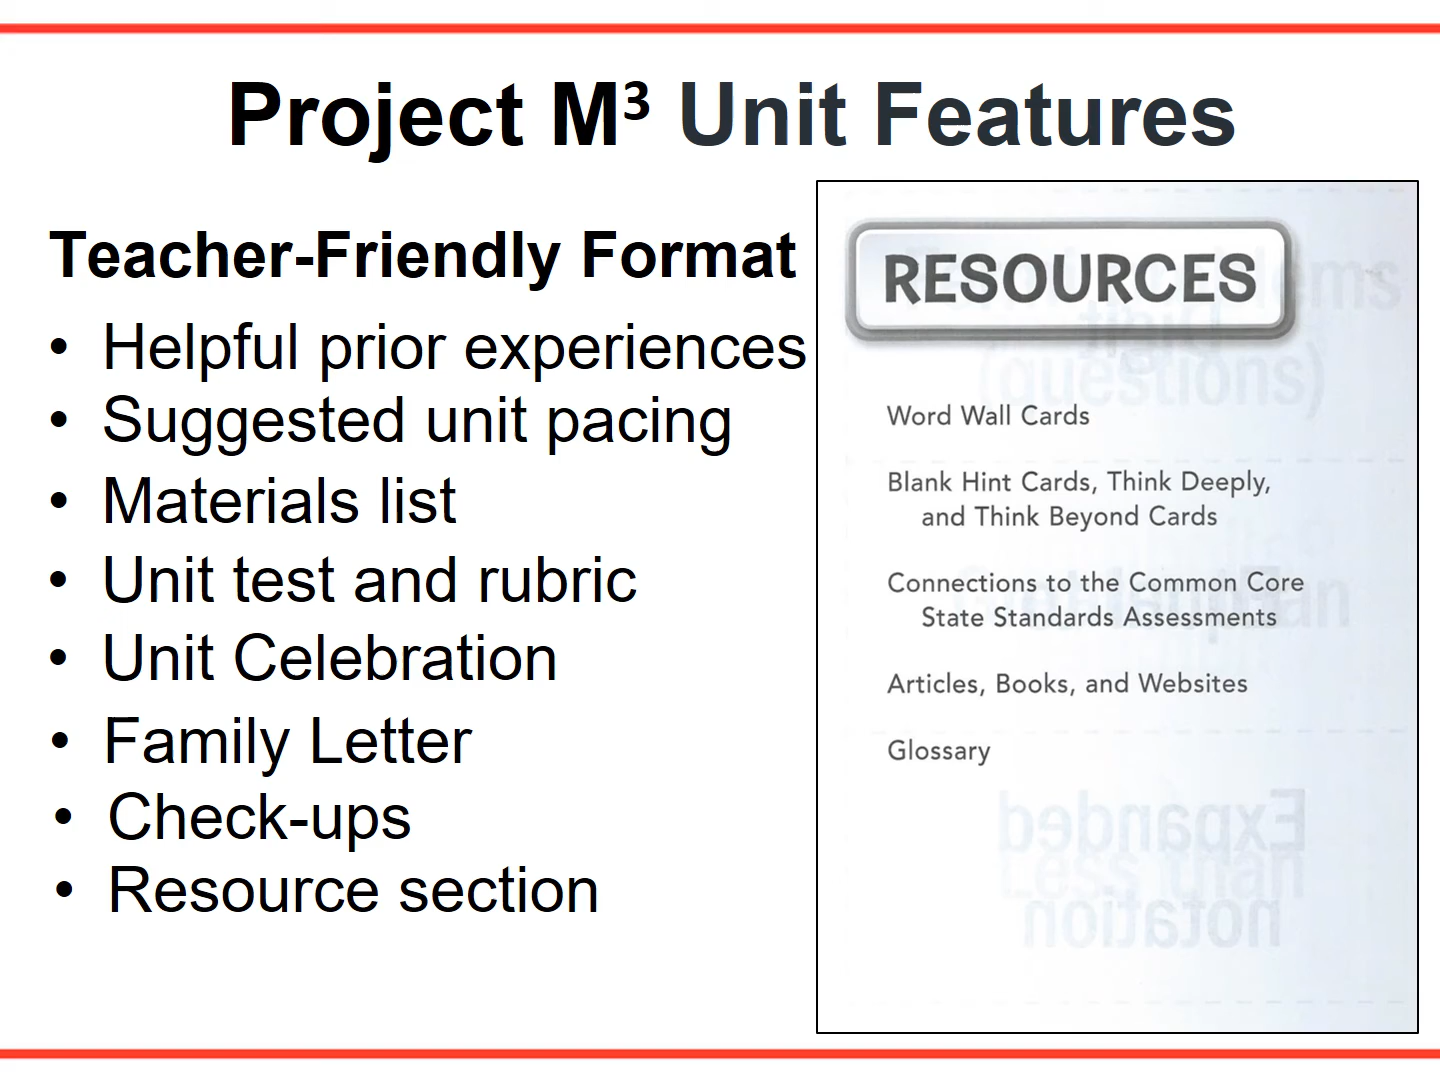 Project M³ Unit Features
Teacher-Friendly Format
• Helpful prior experiences
• Suggested unit pacing
• Materials list
• Unit test and rubric
• Unit Celebration
• Family Letter
• Check-ups
• Resource section
RESOURCES
Word Wall Cards
Blank Hint Cards, Think Deeply,
and Think Beyond Cards
Connections to the Common Core
State Standards Assessments
Articles, Books, and Websites
Glossary